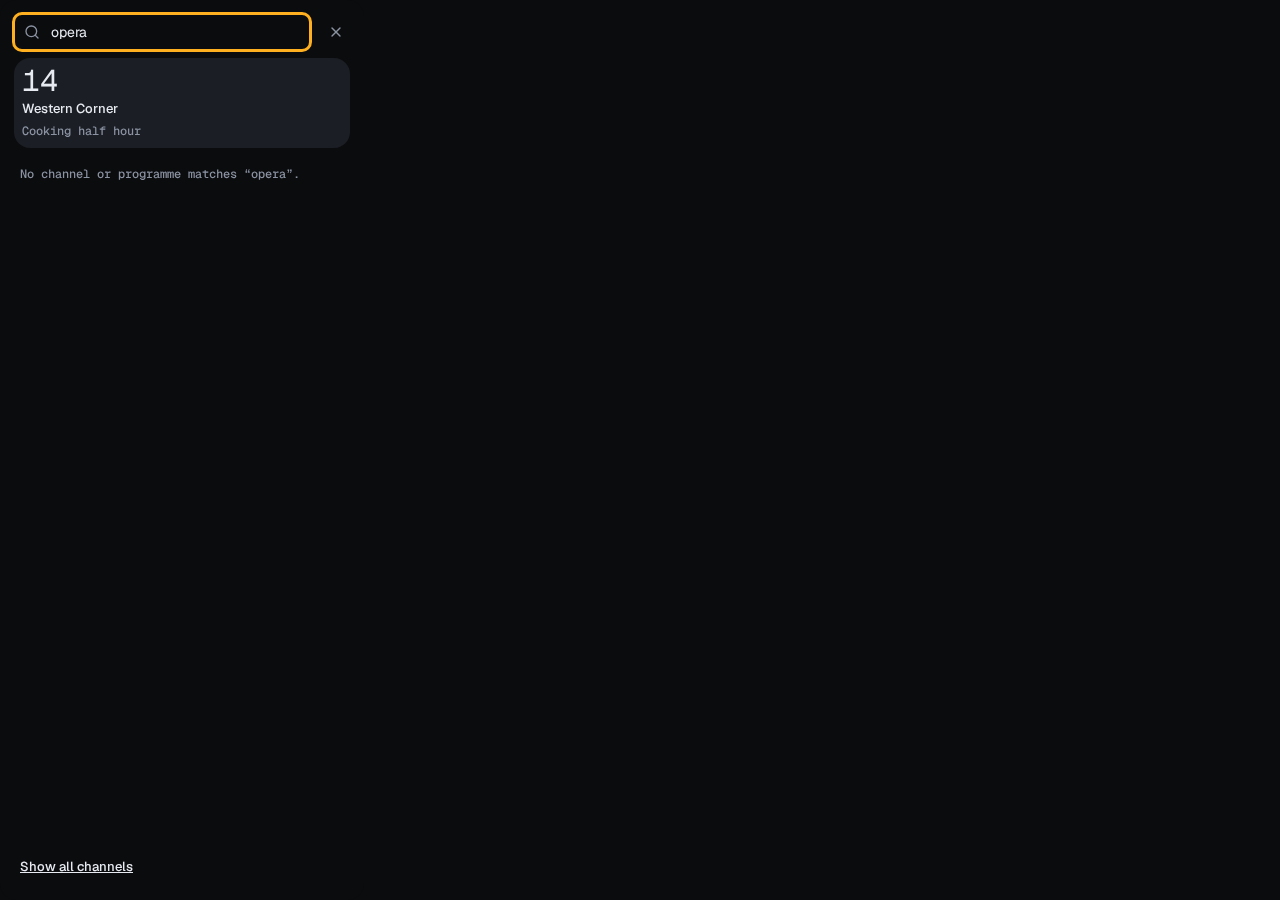 opera
14
Western Corner
Cooking half hour
No channel or programme matches “opera”.
Show all channels